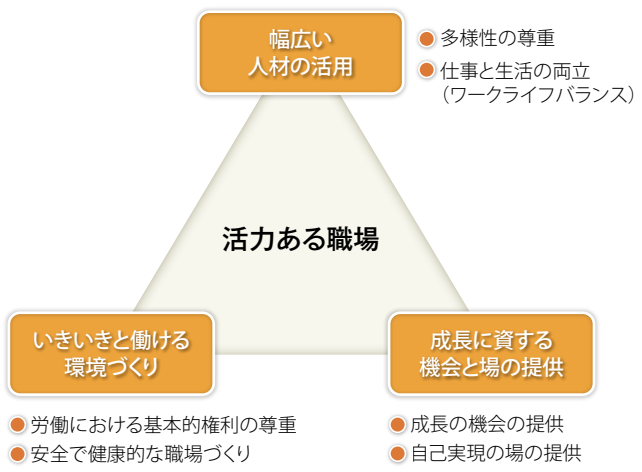 幅広い
人材の活用
多様性の尊重
仕事と生活の両立
（ワークライフバランス）
活力ある職場
いきいきと働ける
環境づくり
労働における基本的権利の尊重
安全で健康的な職場づくり
成長に資する
機会と場の提供
成長の機会の提供
自己実現の場の提供